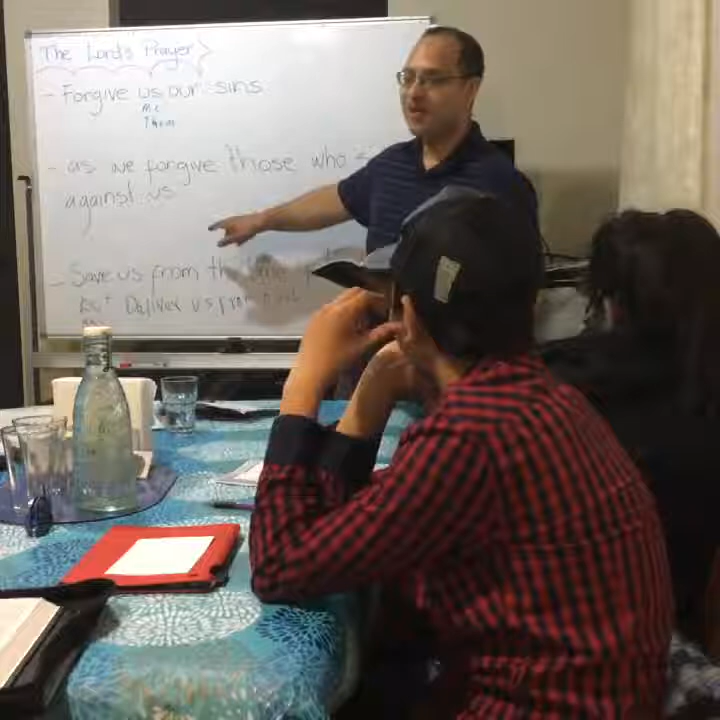 The Lord's Prayer
- Forgive us our sins
me
Them
- as we forgive those who
against us
- Save us from the
but Deliver us from